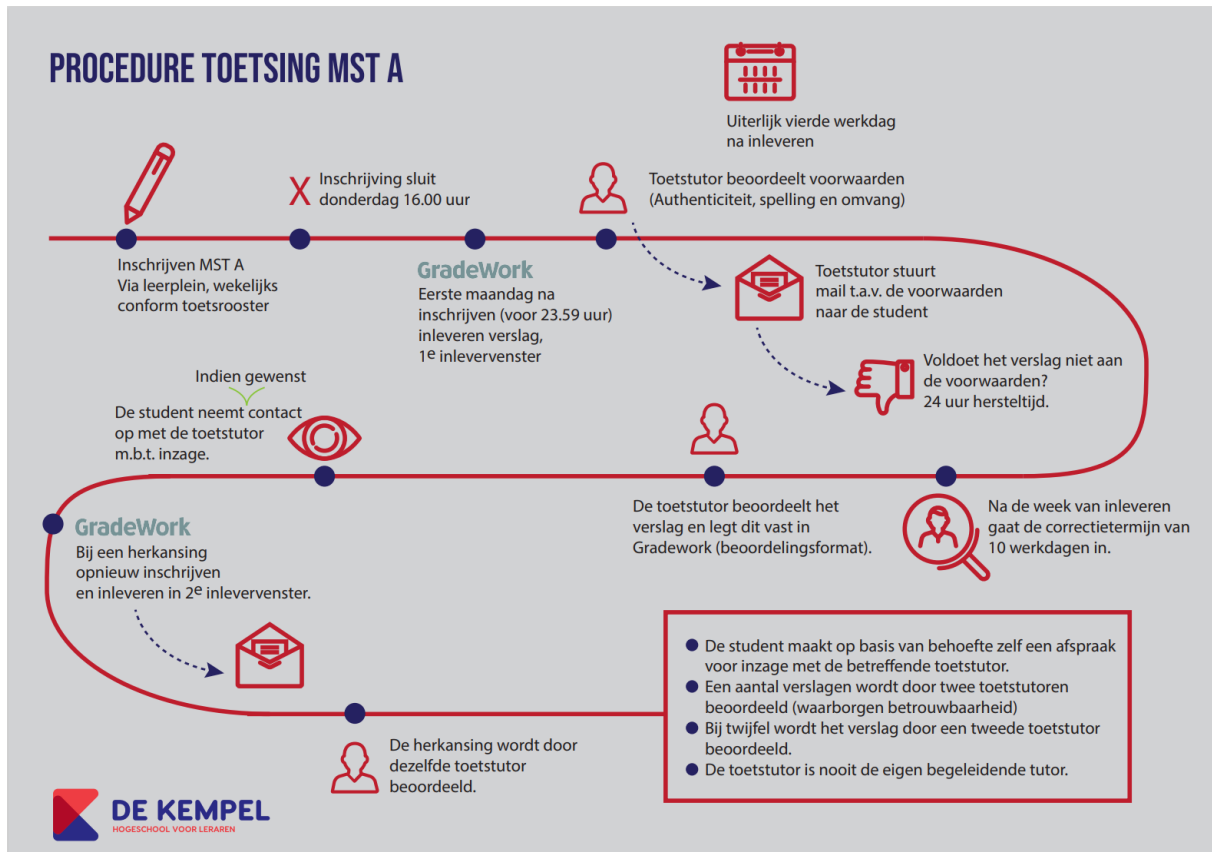 PROCEDURE TOETSING MST A
Uiterlijk vierde werkdag
na inleveren
X
Inschrijving sluit
donderdag 16.00 uur
Toetstutor beoordeelt voorwaarden
(Authenticiteit, spelling en omvang)
Inschrijven MST A
Via leerplein, wekelijks
conform toetsrooster
GradeWork
Eerste maandag na
inschrijven (voor 23.59 uur)
inleveren verslag,
1e inlevervenster
Toetstutor stuurt
mail t.a.v. de voorwaarden
naar de student
Voldoet het verslag niet aan
de voorwaarden?
24 uur hersteltijd.
Na de week van inleveren
gaat de correctietermijn van
10 werkdagen in.
De toetstutor beoordeelt het
verslag en legt dit vast in
Gradework (beoordelingsformat).
Indien gewenst
De student neemt contact
op met de toetstutor
m.b.t. inzage.
GradeWork
Bij een herkansing
opnieuw inschrijven
en inleveren in 2e inlevervenster.
De herkansing wordt door
dezelfde toetstutor
beoordeeld.
De student maakt op basis van behoefte zelf een afspraak
voor inzage met de betreffende toetstutor.
Een aantal verslagen wordt door twee toetstutoren
beoordeeld (waarborgen betrouwbaarheid)
Bij twijfel wordt het verslag door een tweede toetstutor
beoordeeld.
De toetstutor is nooit de eigen begeleidende tutor.
DE KEMPEL
HOGESCHOOL VOOR LERAREN